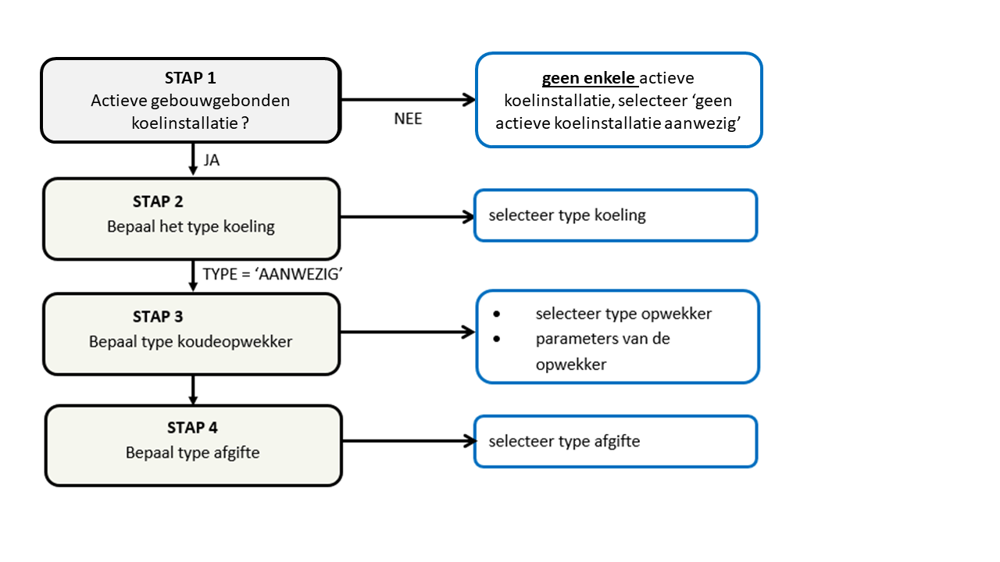 STAP 1
Actieve gebouwgebonden
koelinstallatie ?
NEE
geen enkele actieve
koelinstallatie, selecteer ‘geen
actieve koelinstallatie aanwezig’
JA
STAP 2
Bepaal het type koeling
selecteer type koeling
TYPE = ‘AANWEZIG’
STAP 3
Bepaal type koudeopwekker
• selecteer type opwekker
• parameters van de
opwekker
STAP 4
Bepaal type afgifte
selecteer type afgifte